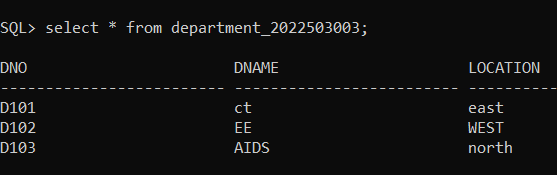 SQL> select * from department_2022503003;
DNO DNAME LOCATION
------------------------- ------------------------- ----------
D101 ct east
D102 EE WEST
D103 AIDS north